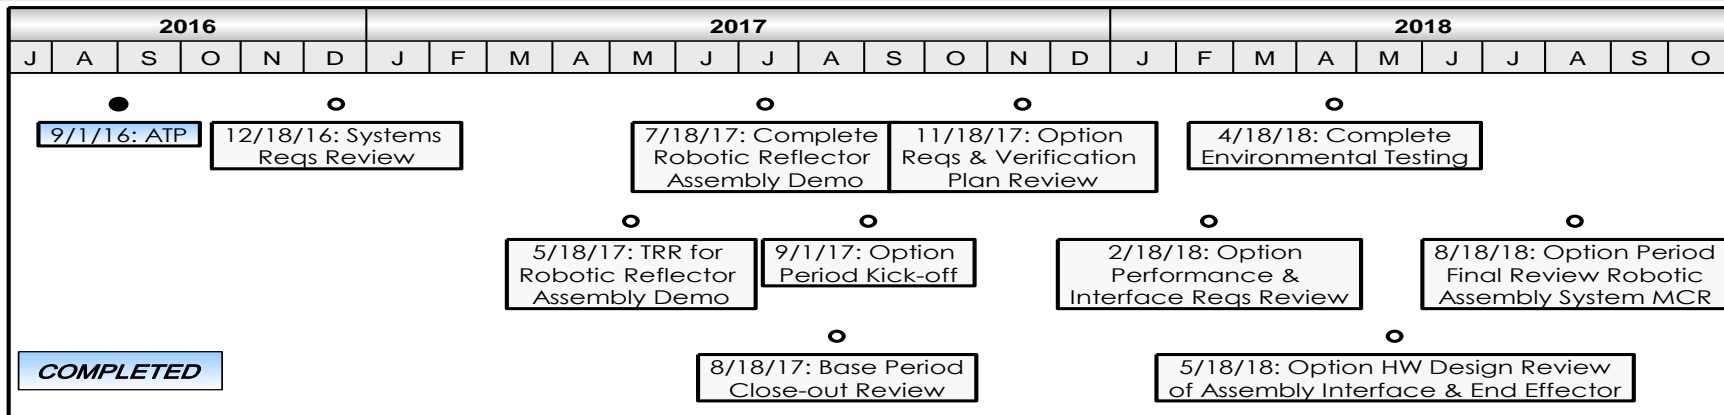 2016 2017 2018
J A S O N D J F M A M J J A S O N D J F M A M J J A S O
9/1/16: ATP
12/18/16: Systems
Reqs Review
7/18/17: Complete
Robotic Reflector
Assembly Demo
11/18/17: Option
Reqs & Verification
Plan Review
4/18/18: Complete
Environmental Testing
5/18/17: TRR for
Robotic Reflector
Assembly Demo
9/1/17: Option
Period Kick-off
2/18/18: Option
Performance &
Interface Reqs Review
8/18/18: Option Period
Final Review Robotic
Assembly System MCR
COMPLETED
8/18/17: Base Period
Close-out Review
5/18/18: Option HW Design Review
of Assembly Interface & End Effector